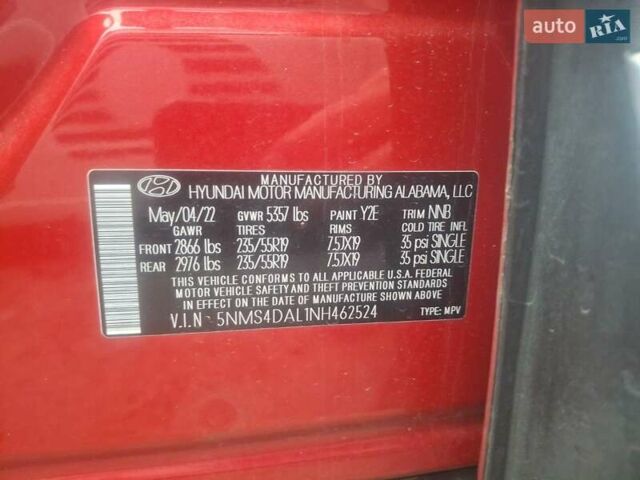 auto RIA
.com
MANUFACTURED BY
HYUNDAI MOTOR MANUFACTURING ALABAMA, LLC
May/04/22 GVWR 5357 lbs PAINT Y2E TRIM NNB
GAWR TIRES RIMS COLD TIRE INFL
FRONT 2866 lbs 235/55R19 7.5JX19 35 psi SINGLE
REAR 2976 lbs 235/55R19 7.5JX19 35 psi SINGLE
THIS VEHICLE CONFORMS TO ALL APPLICABLE U.S.A. FEDERAL
MOTOR VEHICLE SAFETY AND THEFT PREVENTION STANDARDS
IN EFFECT ON THE DATE OF MANUFACTURE SHOWN ABOVE.
V.I.N : 5NMS4DAL1NH462524 TYPE: MPV